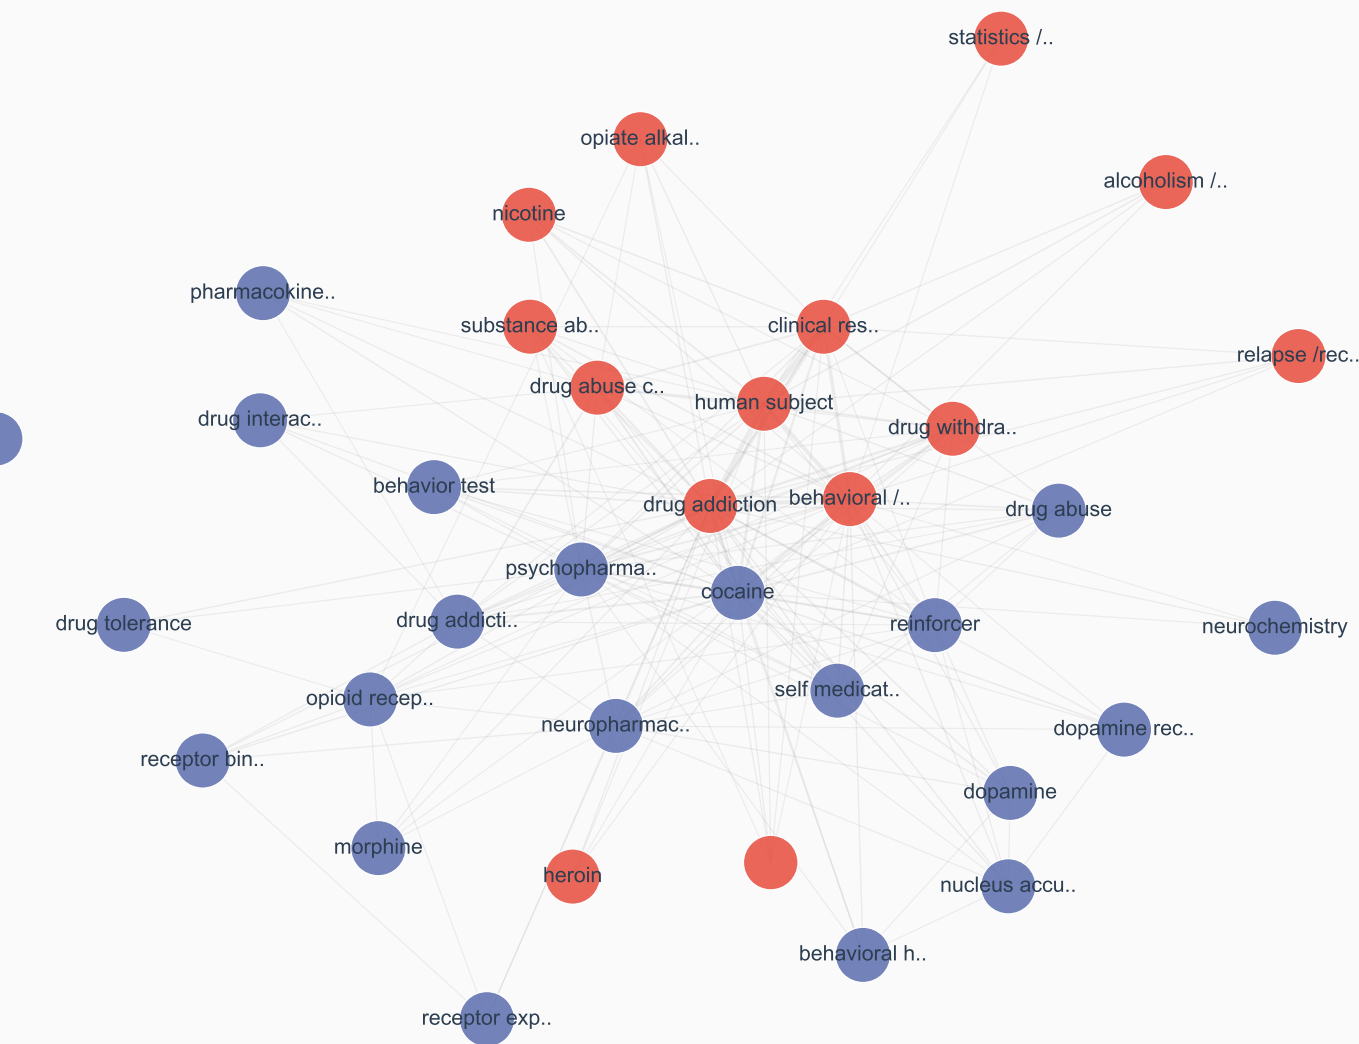 statistics /..
opiate alkal..
alcoholism /..
nicotine
pharmacokine..
substance ab..
clinical res..
relapse /rec..
drug abuse c..
human subject
drug interac..
drug withdra..
behavior test
drug addiction
behavioral /..
drug abuse
psychopharma..
cocaine
drug tolerance
drug addicti..
reinforcer
neurochemistry
opioid recep..
self medicat..
neuropharmac..
dopamine rec..
receptor bin..
dopamine
morphine
heroin
nucleus accu..
behavioral h..
receptor exp..